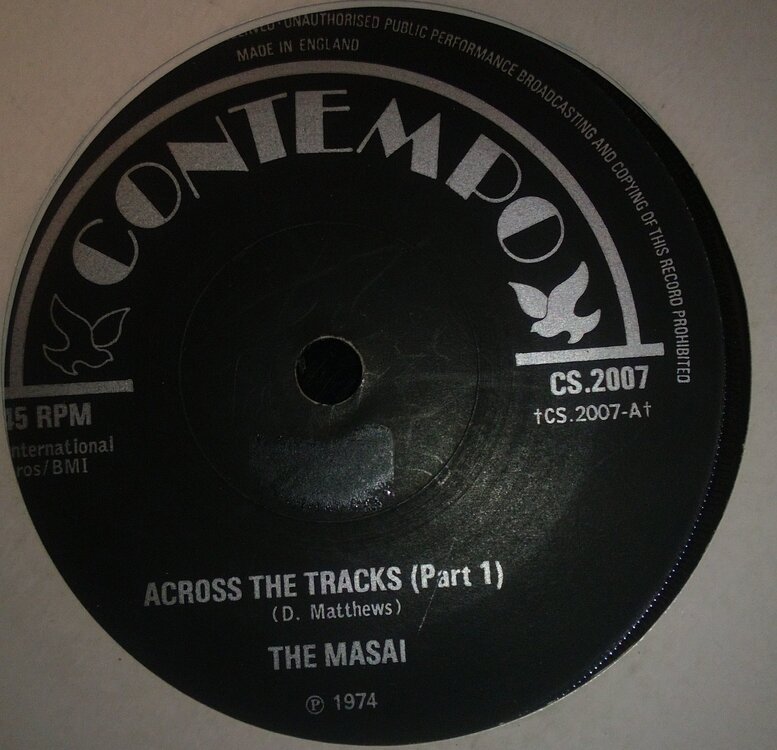 UNAUTHORISED PUBLIC PERFORMANCE BROADCASTING AND COPYING OF THIS RECORD PROHIBITED
MADE IN ENGLAND
CONTEMPO
45 RPM
CS.2007
†CS.2007-A†
nternational
ros/BMI
ACROSS THE TRACKS (Part 1)
(D. Matthews)
THE MASAI
℗ 1974